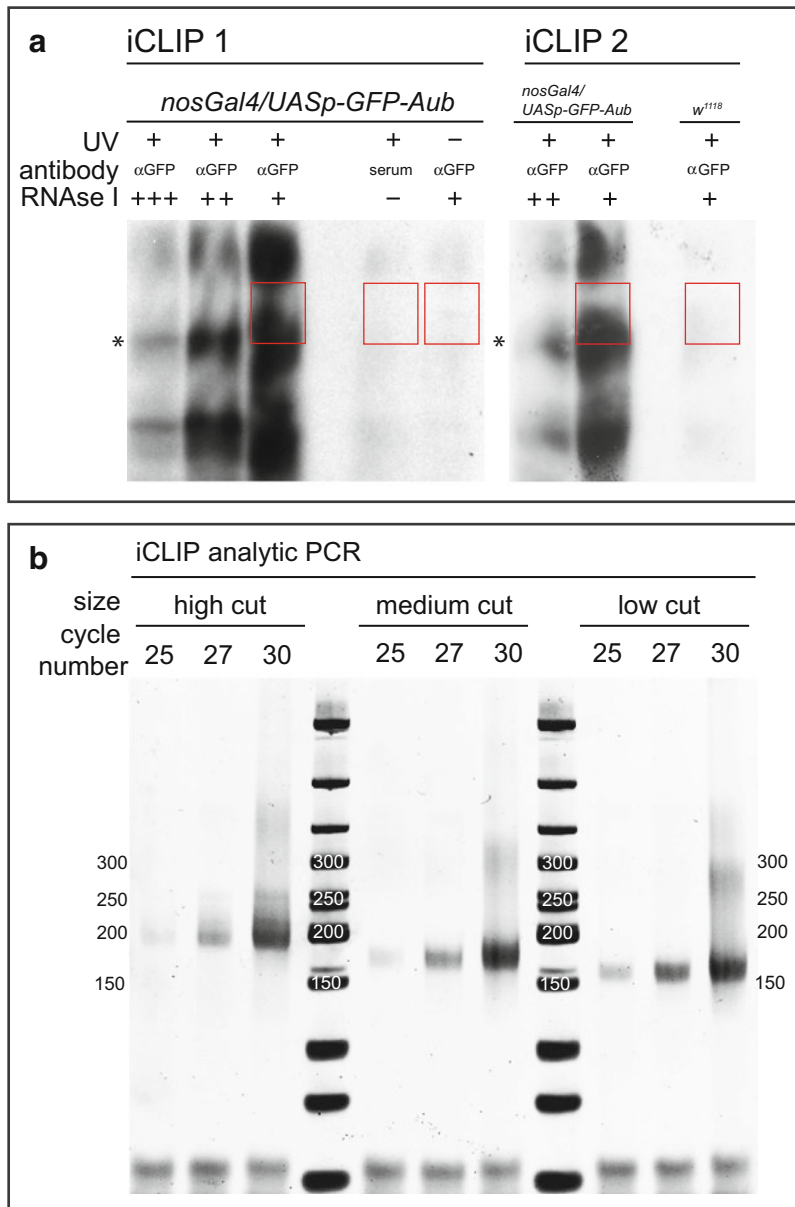 a
iCLIP 1
iCLIP 2
nosGal4/UASp-GFP-Aub
nosGal4/
UASp-GFP-Aub
w1118
UV + + + + − + + +
antibody αGFP αGFP αGFP serum αGFP αGFP αGFP αGFP
RNAse I +++ ++ + − + ++ + +
* *
b
iCLIP analytic PCR
size high cut medium cut low cut
cycle
number 25 27 30 25 27 30 25 27 30
300 300 300 300
250 250 250 250
200 200 200 200
150 150 150 150